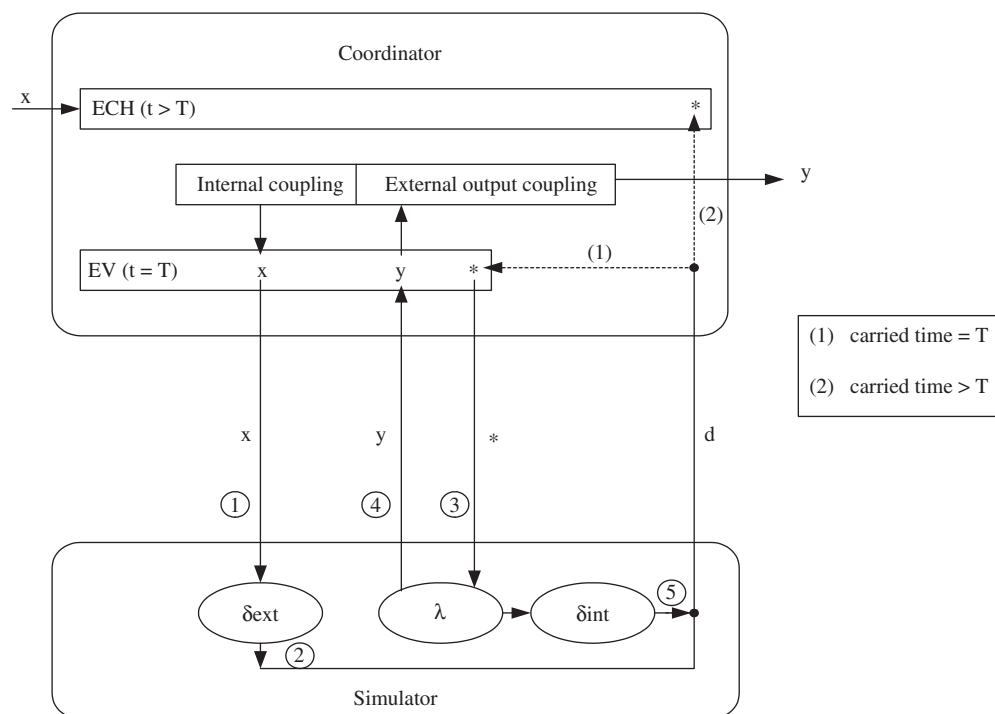 Coordinator
x
ECH (t > T)
*
Internal coupling
External output coupling
y
(2)
(1)
EV (t = T)
x
y
*
(1) carried time = T
(2) carried time > T
x
y
*
d
1
4
3
δext
λ
δint
5
2
Simulator